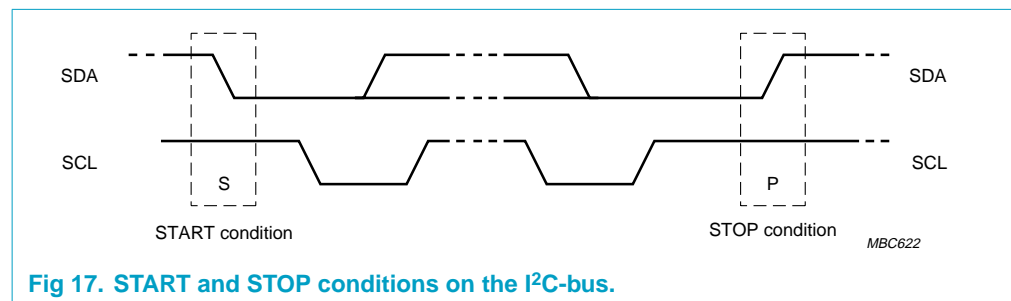 SDA
SDA
SCL
SCL
S
P
START condition
STOP condition
MBC622
Fig 17. START and STOP conditions on the I²C-bus.